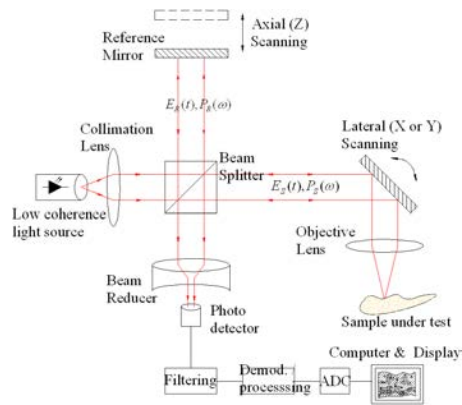 Reference
Mirror
Axial (Z)
Scanning
E_R(t), P_R(ω)
Collimation
Lens
Lateral (X or Y)
Scanning
Beam
Splitter
E_S(t), P_S(ω)
Low coherence
light source
Objective
Lens
Beam
Reducer
Photo
detector
Sample under test
Computer & Display
Filtering
Demod.
processsing
ADC